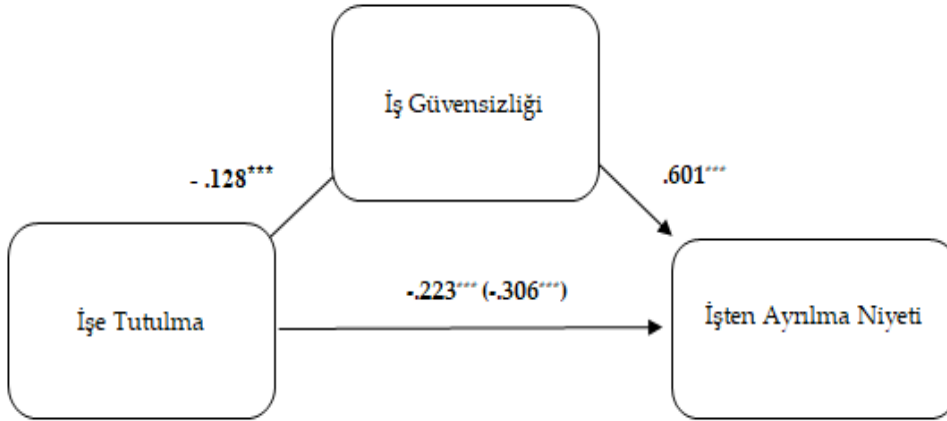 İş Güvensizliği
- .128***
.601***
-.223*** (-.306***)
İşe Tutulma
İşten Ayrılma Niyeti